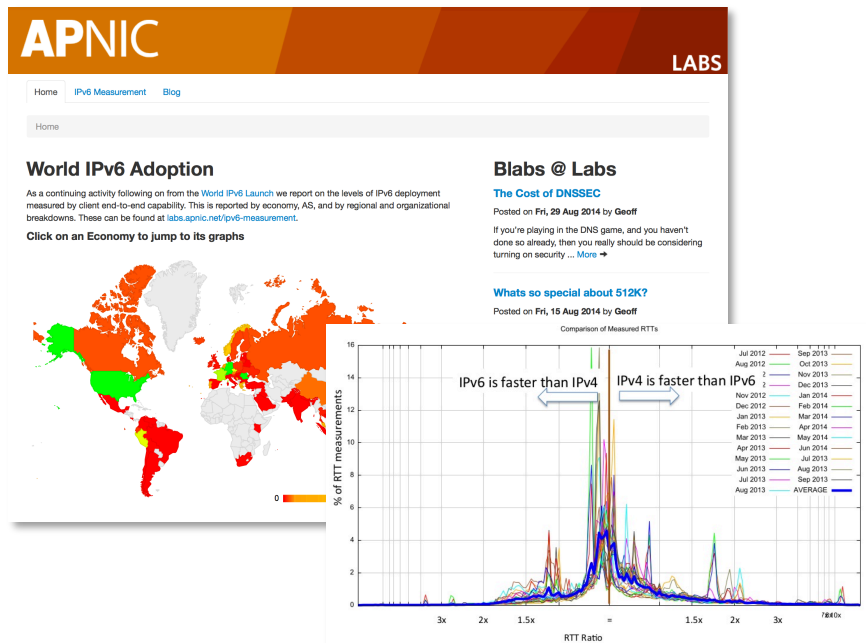 APNIC
LABS
Home IPv6 Measurement Blog
Home
World IPv6 Adoption
As a continuing activity following on from the World IPv6 Launch we report on the levels of IPv6 deployment
measured by client end-to-end capability. This is reported by economy, AS, and by regional and organizational
breakdowns. These can be found at labs.apnic.net/ipv6-measurement.
Click on an Economy to jump to its graphs
0
Blabs @ Labs
The Cost of DNSSEC
Posted on Fri, 29 Aug 2014 by Geoff
If you're playing in the DNS game, and you haven't
done so already, then you really should be considering
turning on security ... More ➔
Whats so special about 512K?
Posted on Fri, 15 Aug 2014 by Geoff
Comparison of Measured RTTs
% of RTT measurements
16
14
12
10
8
6
4
2
0
IPv6 is faster than IPv4
IPv4 is faster than IPv6
Jul 2012 Sep 2013
Aug 2012 Oct 2013
2 Nov 2013
2 Dec 2013
Nov 2012 Jan 2014
Dec 2012 Feb 2014
Jan 2013 Mar 2014
Feb 2013 Apr 2014
Mar 2013 May 2014
Apr 2013 Jun 2014
May 2013 Jul 2013
Jun 2013 Aug 2013
Jul 2013 Sep 2013
Aug 2013 AVERAGE
3x 2x 1.5x = 1.5x 2x 3x
RTT Ratio